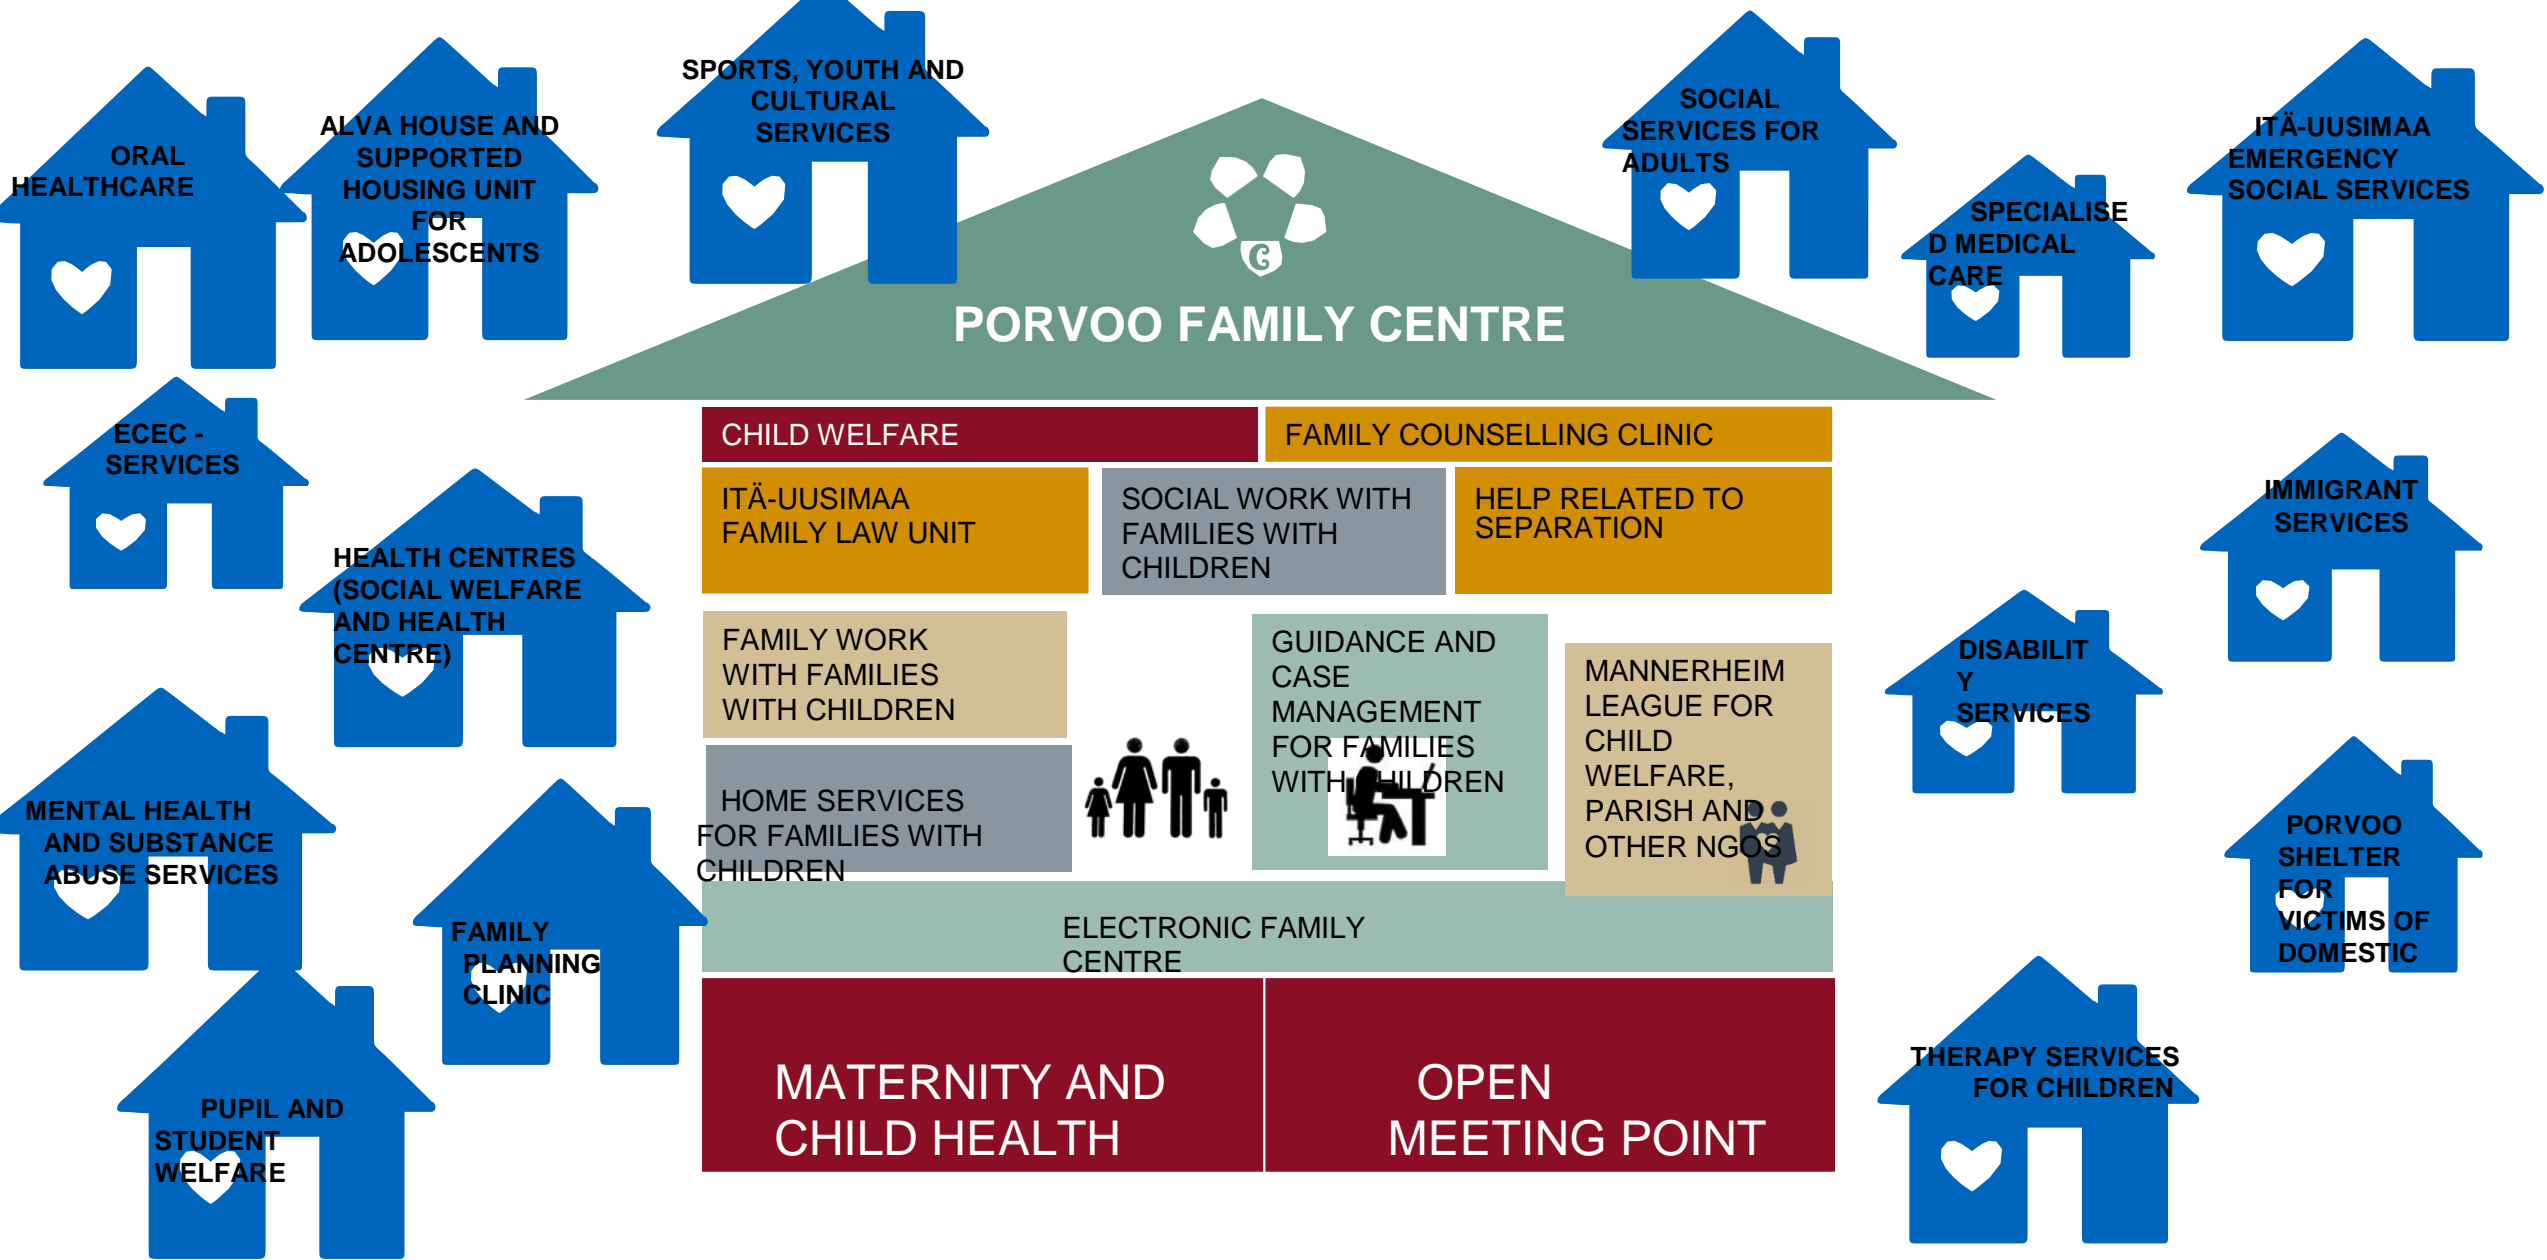 SPORTS, YOUTH AND
CULTURAL
SERVICES
ORAL
HEALTHCARE
ALVA HOUSE AND
SUPPORTED
HOUSING UNIT
FOR
ADOLESCENTS
SOCIAL
SERVICES FOR
ADULTS
SPECIALISE
D MEDICAL
CARE
ITÄ-UUSIMAA
EMERGENCY
SOCIAL SERVICES
PORVOO FAMILY CENTRE
ECEC -
SERVICES
HEALTH CENTRES
(SOCIAL WELFARE
AND HEALTH
CENTRE)
MENTAL HEALTH
AND SUBSTANCE
ABUSE SERVICES
FAMILY
PLANNING
CLINIC
PUPIL AND
STUDENT
WELFARE
CHILD WELFARE
FAMILY COUNSELLING CLINIC
ITÄ-UUSIMAA
FAMILY LAW UNIT
SOCIAL WORK WITH
FAMILIES WITH
CHILDREN
HELP RELATED TO
SEPARATION
FAMILY WORK
WITH FAMILIES
WITH CHILDREN
HOME SERVICES
FOR FAMILIES WITH
CHILDREN
GUIDANCE AND
CASE
MANAGEMENT
FOR FAMILIES
WITH CHILDREN
MANNERHEIM
LEAGUE FOR
CHILD
WELFARE,
PARISH AND
OTHER NGOS
ELECTRONIC FAMILY
CENTRE
MATERNITY AND
CHILD HEALTH
OPEN
MEETING POINT
IMMIGRANT
SERVICES
DISABILIT
Y
SERVICES
PORVOO
SHELTER
FOR
VICTIMS OF
DOMESTIC
THERAPY SERVICES
FOR CHILDREN